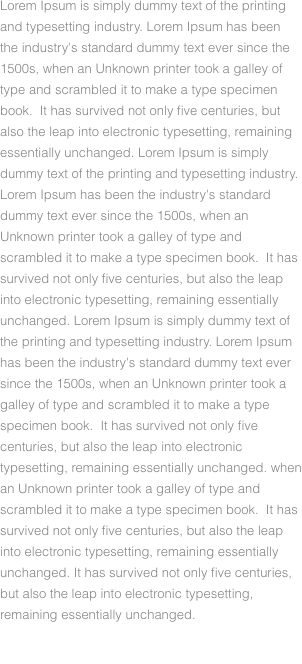 Lorem Ipsum is simply dummy text of the printing
and typesetting industry. Lorem Ipsum has been
the industry's standard dummy text ever since the
1500s, when an Unknown printer took a galley of
type and scrambled it to make a type specimen
book.  It has survived not only five centuries, but
also the leap into electronic typesetting, remaining
essentially unchanged. Lorem Ipsum is simply
dummy text of the printing and typesetting industry.
Lorem Ipsum has been the industry's standard
dummy text ever since the 1500s, when an
Unknown printer took a galley of type and
scrambled it to make a type specimen book.  It has
survived not only five centuries, but also the leap
into electronic typesetting, remaining essentially
unchanged. Lorem Ipsum is simply dummy text of
the printing and typesetting industry. Lorem Ipsum
has been the industry's standard dummy text ever
since the 1500s, when an Unknown printer took a
galley of type and scrambled it to make a type
specimen book.  It has survived not only five
centuries, but also the leap into electronic
typesetting, remaining essentially unchanged. when
an Unknown printer took a galley of type and
scrambled it to make a type specimen book.  It has
survived not only five centuries, but also the leap
into electronic typesetting, remaining essentially
unchanged. It has survived not only five centuries,
but also the leap into electronic typesetting,
remaining essentially unchanged.